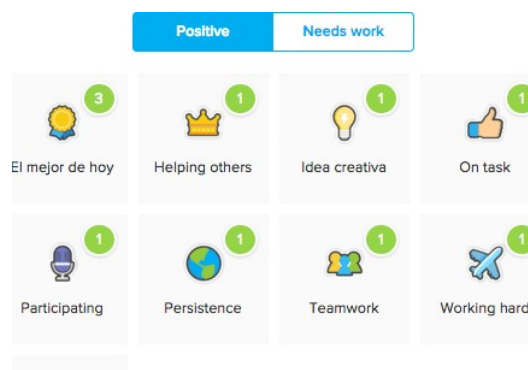 Positive Needs work
3 1 1 1
El mejor de hoy Helping others Idea creativa On task
1 1 1 1
Participating Persistence Teamwork Working hard